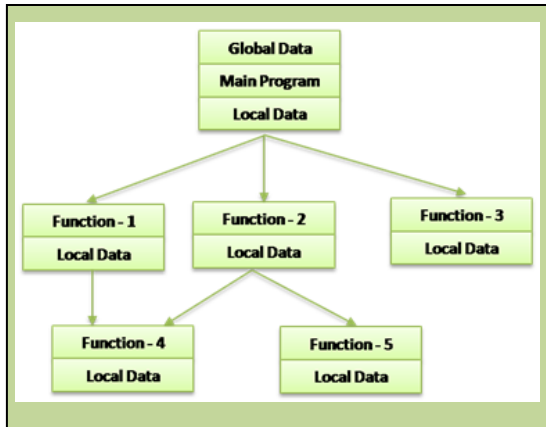 Global Data
Main Program
Local Data
Function - 1
Local Data
Function - 2
Local Data
Function - 3
Local Data
Function - 4
Local Data
Function - 5
Local Data